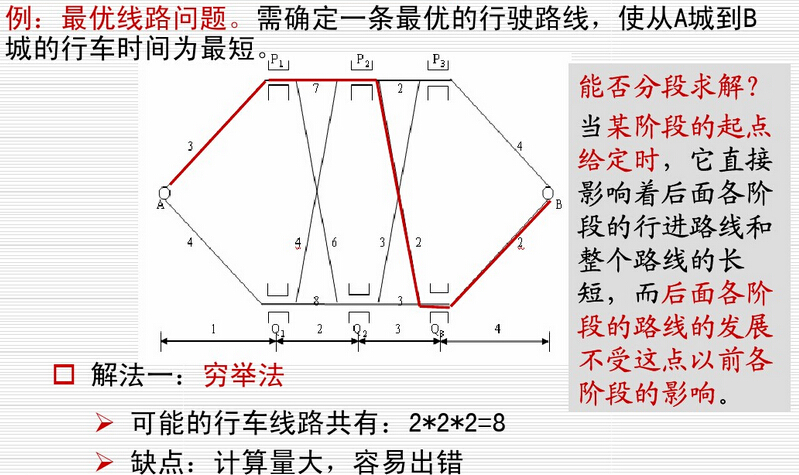 例：最优线路问题。需确定一条最优的行驶路线，使从A城到B
城的行车时间为最短。
P1 P2 P3
7 2
3 4
A B
4 4 6 3 2 2
8 3
Q1 Q2 Q3
1 2 3 4
能否分段求解？
当某阶段的起点
给定时，它直接
影响着后面各阶
段的行进路线和
整个路线的长
短，而后面各阶
段的路线的发展
不受这点以前各
阶段的影响。
解法一：穷举法
可能的行车线路共有：2*2*2=8
缺点：计算量大，容易出错